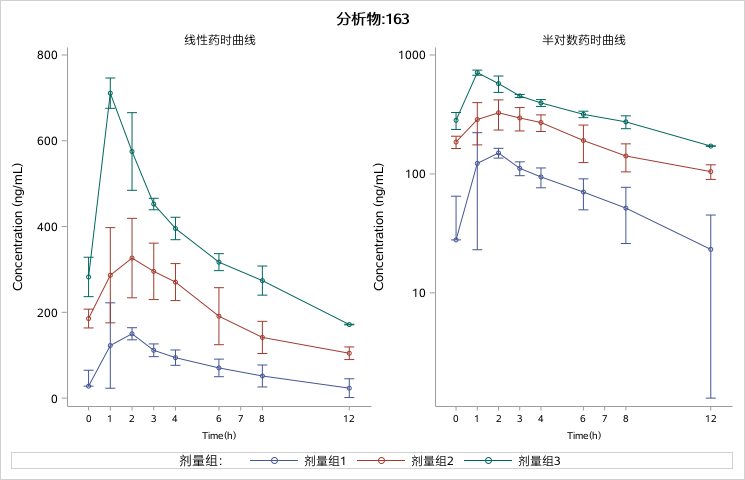 分析物:163
线性药时曲线
半对数药时曲线
800
600
400
200
0
Concentration (ng/mL)
0 1 2 3 4 6 7 8 12
Time(h)
1000
100
10
Concentration (ng/mL)
0 1 2 3 4 6 7 8 12
Time(h)
剂量组: 剂量组1 剂量组2 剂量组3